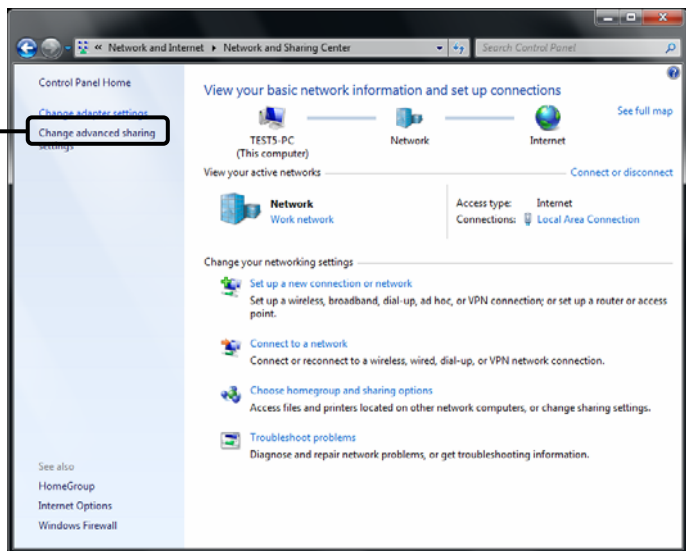 « Network and Internet ▸ Network and Sharing Center
Search Control Panel
Control Panel Home
Change adapter settings
Change advanced sharing
settings
View your basic network information and set up connections
See full map
TEST5-PC
(This computer)
Network
Internet
View your active networks
Connect or disconnect
Network
Work network
Access type: Internet
Connections: Local Area Connection
Change your networking settings
Set up a new connection or network
Set up a wireless, broadband, dial-up, ad hoc, or VPN connection; or set up a router or access
point.
Connect to a network
Connect or reconnect to a wireless, wired, dial-up, or VPN network connection.
Choose homegroup and sharing options
Access files and printers located on other network computers, or change sharing settings.
Troubleshoot problems
Diagnose and repair network problems, or get troubleshooting information.
See also
HomeGroup
Internet Options
Windows Firewall